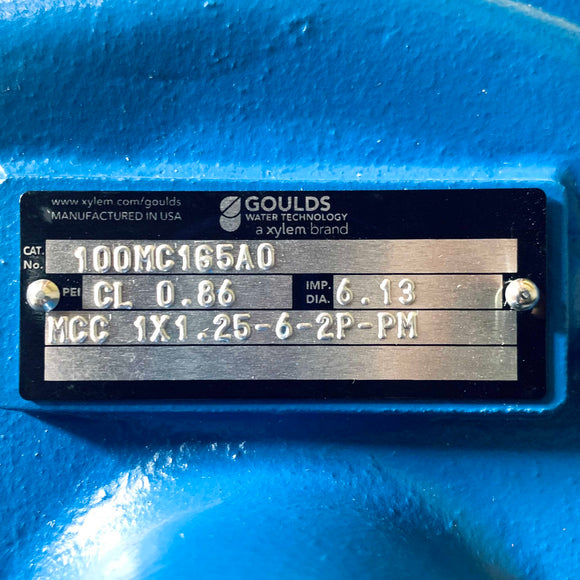 www.xylem.com/goulds
MANUFACTURED IN USA
GOULDS
WATER TECHNOLOGY
a xylem brand
CAT. No. 100MC1G5A0
PEI CL 0.86 IMP. DIA. 6.13
MCC 1X1.25-6-2P-PM